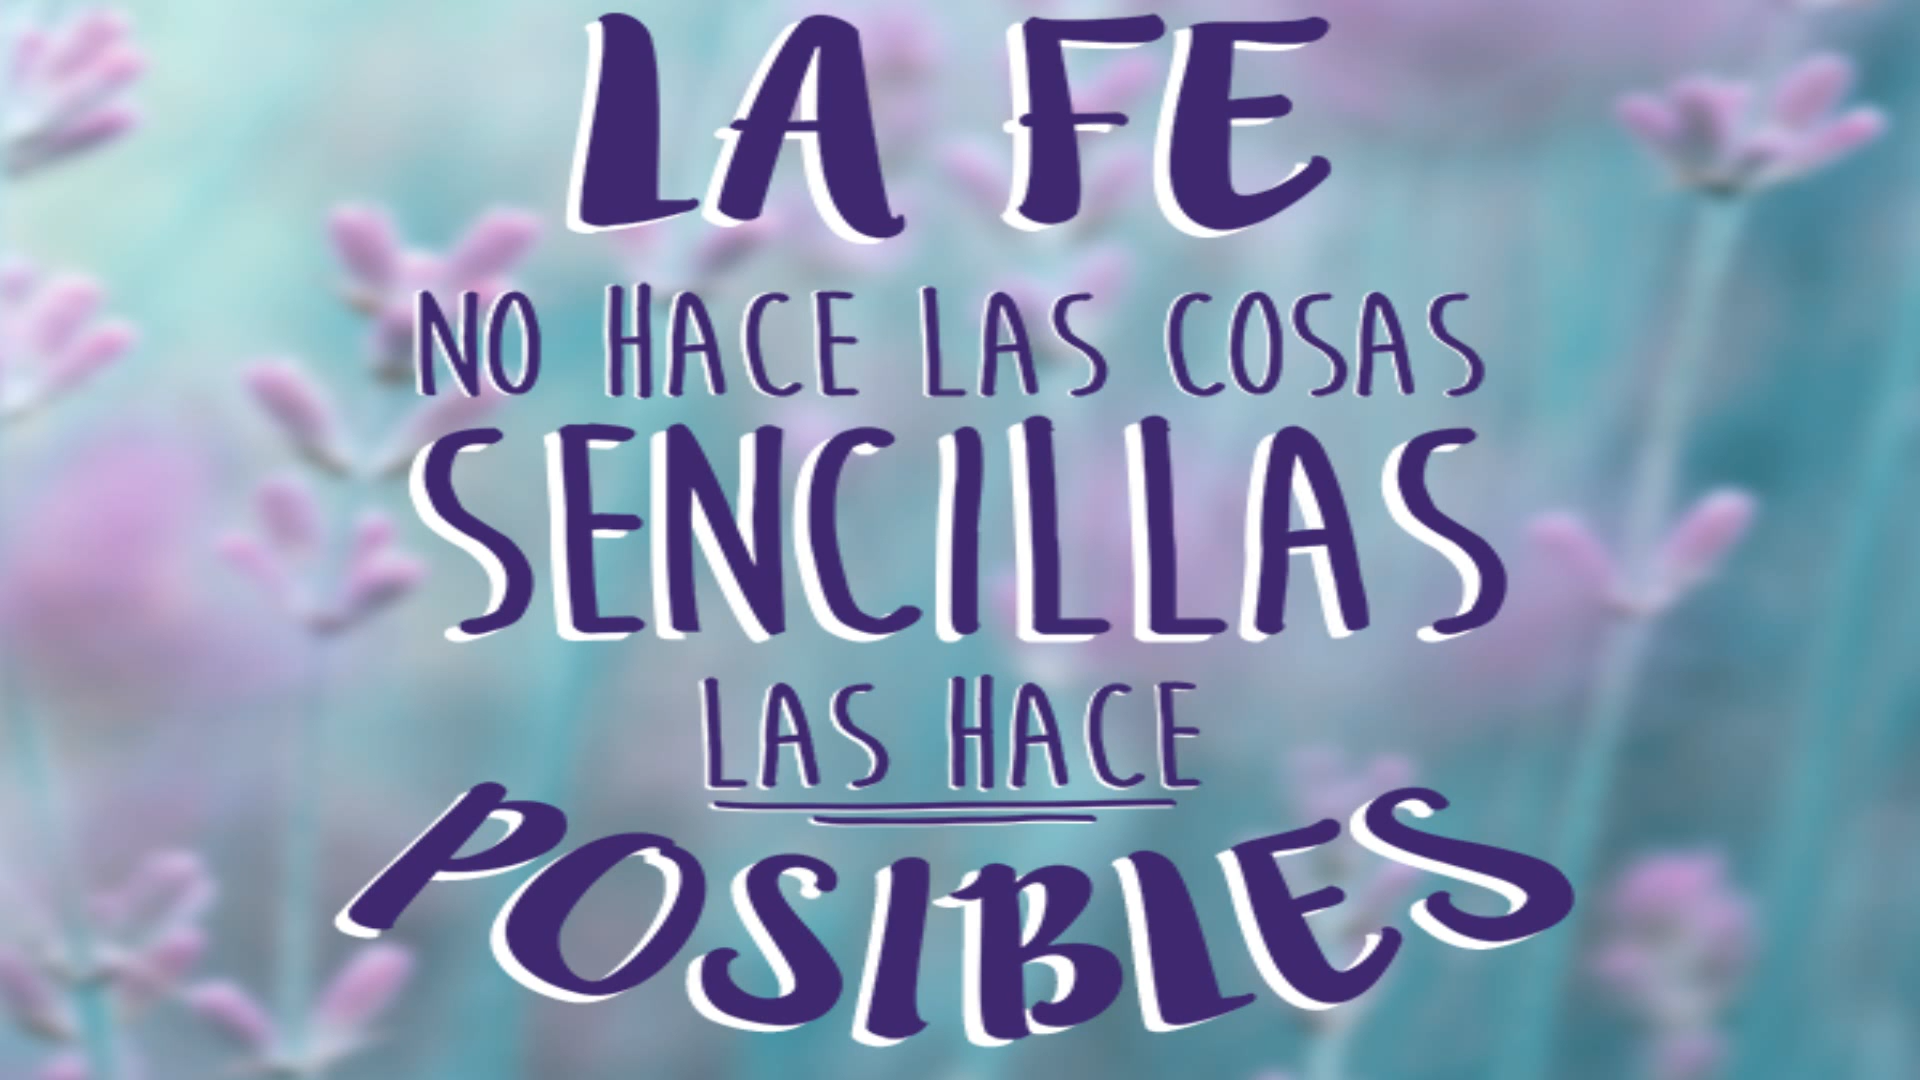 LA FE
NO HACE LAS COSAS
SENCILLAS
LAS HACE
POSIBLES